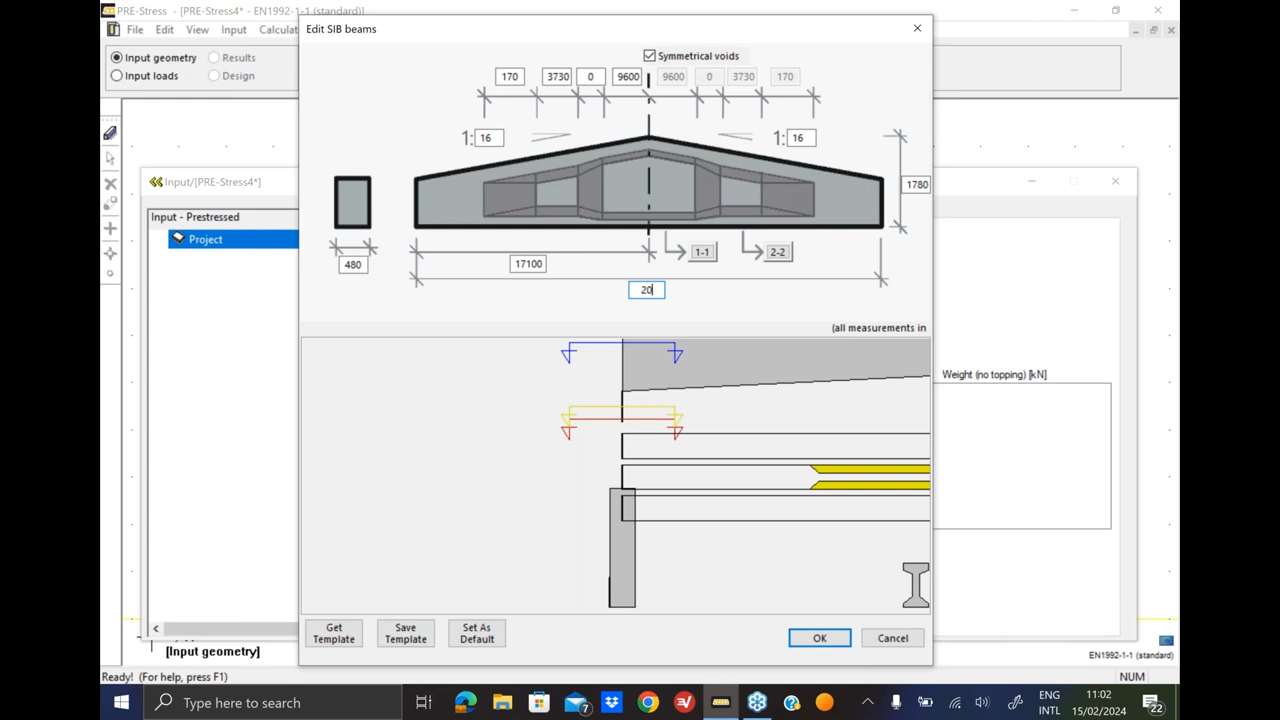 PRE-Stress - [PRE-Stress4* - EN1992-1-1 (standard)]
File Edit View Input Calcula
Input geometry Results
Input loads Design
Edit SIB beams
Symmetrical voids
170 3730 0 9600 9600 0 3730 170
1: 16 1: 16
1780
480
17100
1-1 2-2
20
(all measurements in
Input/[PRE-Stress4*]
Input - Prestressed
Project
Weight (no topping) [kN]
Get Template
Save Template
Set As Default
OK Cancel
[Input geometry]
EN1992-1-1 (standard)
Ready! (For help, press F1)
NUM
Type here to search
7
ENG
INTL
11:02
15/02/2024
22